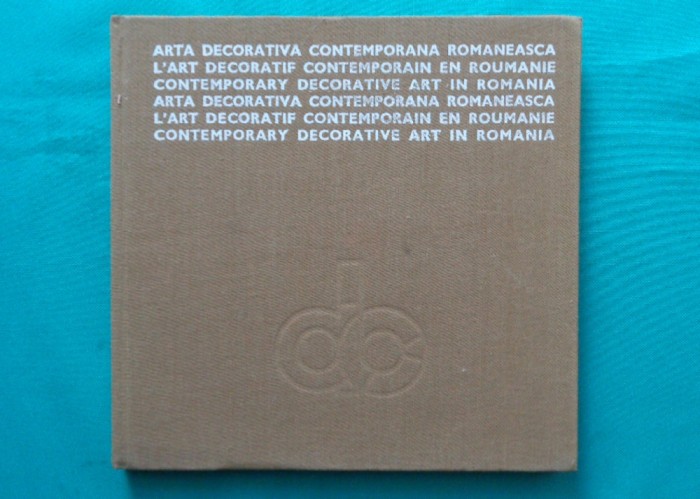 ARTA DECORATIVA CONTEMPORANA ROMANEASCA
L'ART DECORATIF CONTEMPORAIN EN ROUMANIE
CONTEMPORARY DECORATIVE ART IN ROMANIA
ARTA DECORATIVA CONTEMPORANA ROMANEASCA
L'ART DECORATIF CONTEMPORAIN EN ROUMANIE
CONTEMPORARY DECORATIVE ART IN ROMANIA